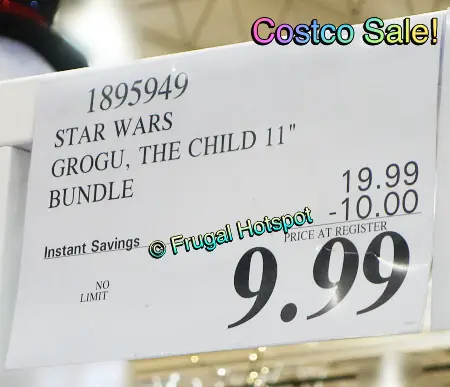 Costco Sale!
1895949
STAR WARS
GROGU, THE CHILD 11"
BUNDLE
19.99
-10.00
Instant Savings
© Frugal Hotspot
PRICE AT REGISTER
NO
LIMIT
9.99